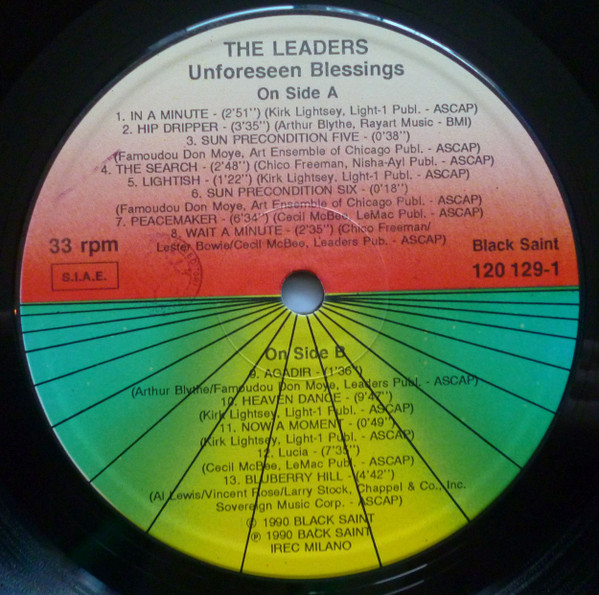 THE LEADERS
Unforeseen Blessings
On Side A
1. IN A MINUTE - (2'51'') (Kirk Lightsey, Light-1 Publ. - ASCAP)
2. HIP DRIPPER - (3'35'') (Arthur Blythe, Rayart Music - BMI)
3. SUN PRECONDITION FIVE - (0'38'')
(Famoudou Don Moye, Art Ensemble of Chicago Publ. - ASCAP)
4. THE SEARCH - (2'48'') (Chico Freeman, Nisha-Ayl Publ. - ASCAP)
5. LIGHTISH - (1'22'') (Kirk Lightsey. Light-1 Publ. - ASCAP)
6. SUN PRECONDITION SIX - (0'18'')
(Famoudou Don Moye, Art Ensemble of Chicago Publ. - ASCAP)
7. PEACEMAKER - (6'34'') (Cecil McBee, LeMac Publ. - ASCAP)
8. WAIT A MINUTE - (2'35'') (Chico Freeman/
Lester Bowie/Cecil McBee, Leaders Pub. - ASCAP)
33 rpm
S.I.A.E.
Black Saint
120 129-1
On Side B
9. AGADIR - (1'36'')
(Arthur Blythe/Famoudou Don Moye, Leaders Publ. - ASCAP)
10. HEAVEN DANCE - (9'47'')
(Kirk Lightsey, Light-1 Publ. - ASCAP)
11. NOW A MOMENT - (0'49'')
(Kirk Lightsey, Light-1 Publ. - ASCAP)
12. Lucia - (7'35'')
(Cecil McBee, LeMac Publ. - ASCAP)
13. BLUBERRY HILL - (4'42'')
(Al Lewis/Vincent Rose/Larry Stock, Chappel & Co., Inc.
Sovereign Music Corp. - ASCAP)
© 1990 BLACK SAINT
℗ 1990 BACK SAINT
IREC MILANO